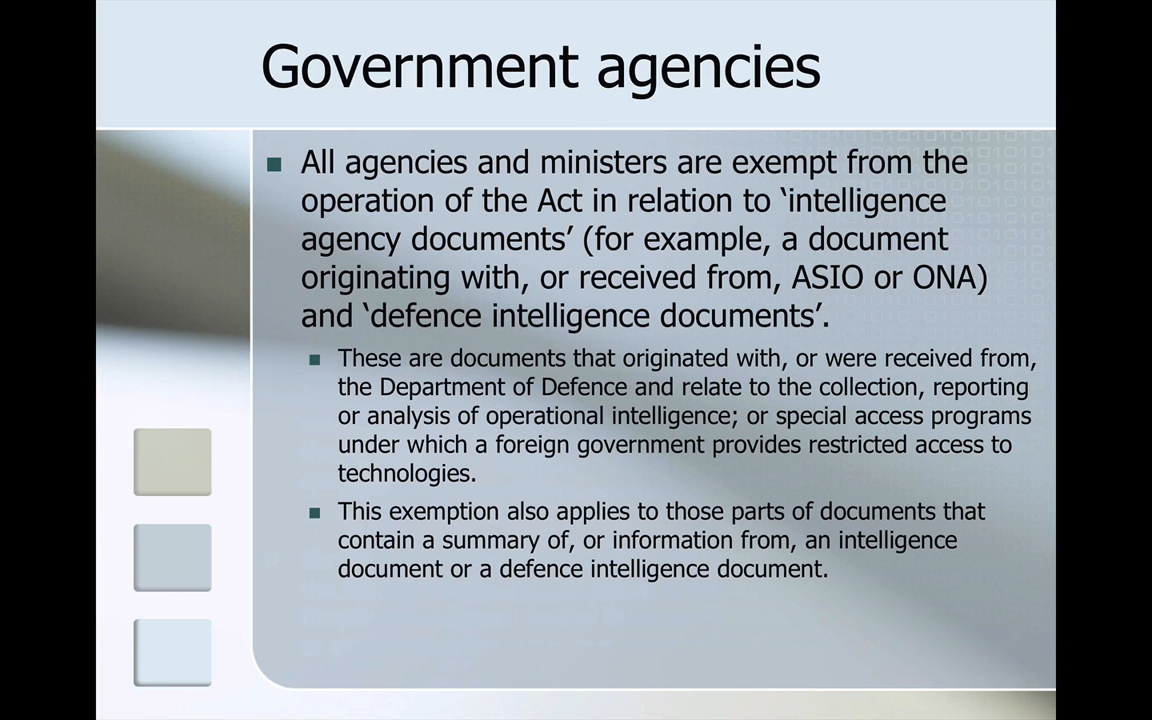 Government agencies
All agencies and ministers are exempt from the
operation of the Act in relation to ‘intelligence
agency documents’ (for example, a document
originating with, or received from, ASIO or ONA)
and ‘defence intelligence documents’.
These are documents that originated with, or were received from,
the Department of Defence and relate to the collection, reporting
or analysis of operational intelligence; or special access programs
under which a foreign government provides restricted access to
technologies.
This exemption also applies to those parts of documents that
contain a summary of, or information from, an intelligence
document or a defence intelligence document.